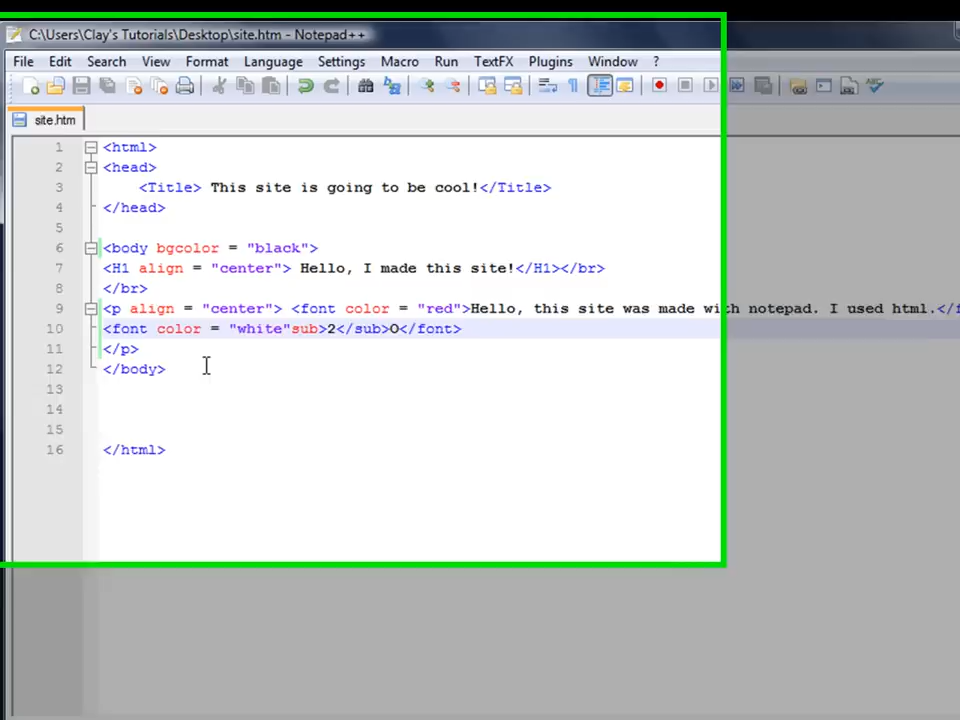 C:\Users\Clay's Tutorials\Desktop\site.htm - Notepad++
File Edit Search View Format Language Settings Macro Run TextFX Plugins Window ?
site.htm
1 <html>
2 <head>
3 <Title> This site is going to be cool!</Title>
4 </head>
5
6 <body bgcolor = "black">
7 <H1 align = "center"> Hello, I made this site!</H1></br>
8 </br>
9 <p align = "center"> <font color = "red">Hello, this site was made with notepad. I used html.</f
10 <font color = "white"sub>2</sub>O</font>
11 </p>
12 </body>
13
14
15
16 </html>